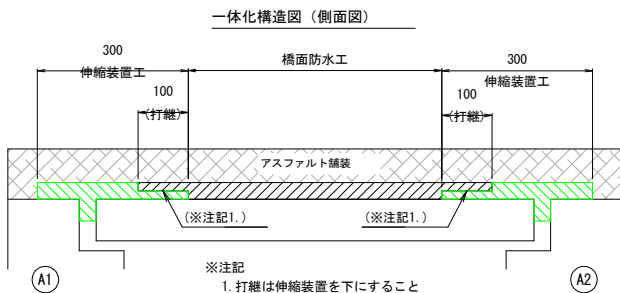 一体化構造図（側面図）
300
伸縮装置工
橋面防水工
300
伸縮装置工
100
(打継)
100
(打継)
アスファルト舗装
(※注記1.)
(※注記1.)
A1
A2
※注記
1. 打継は伸縮装置を下にすること